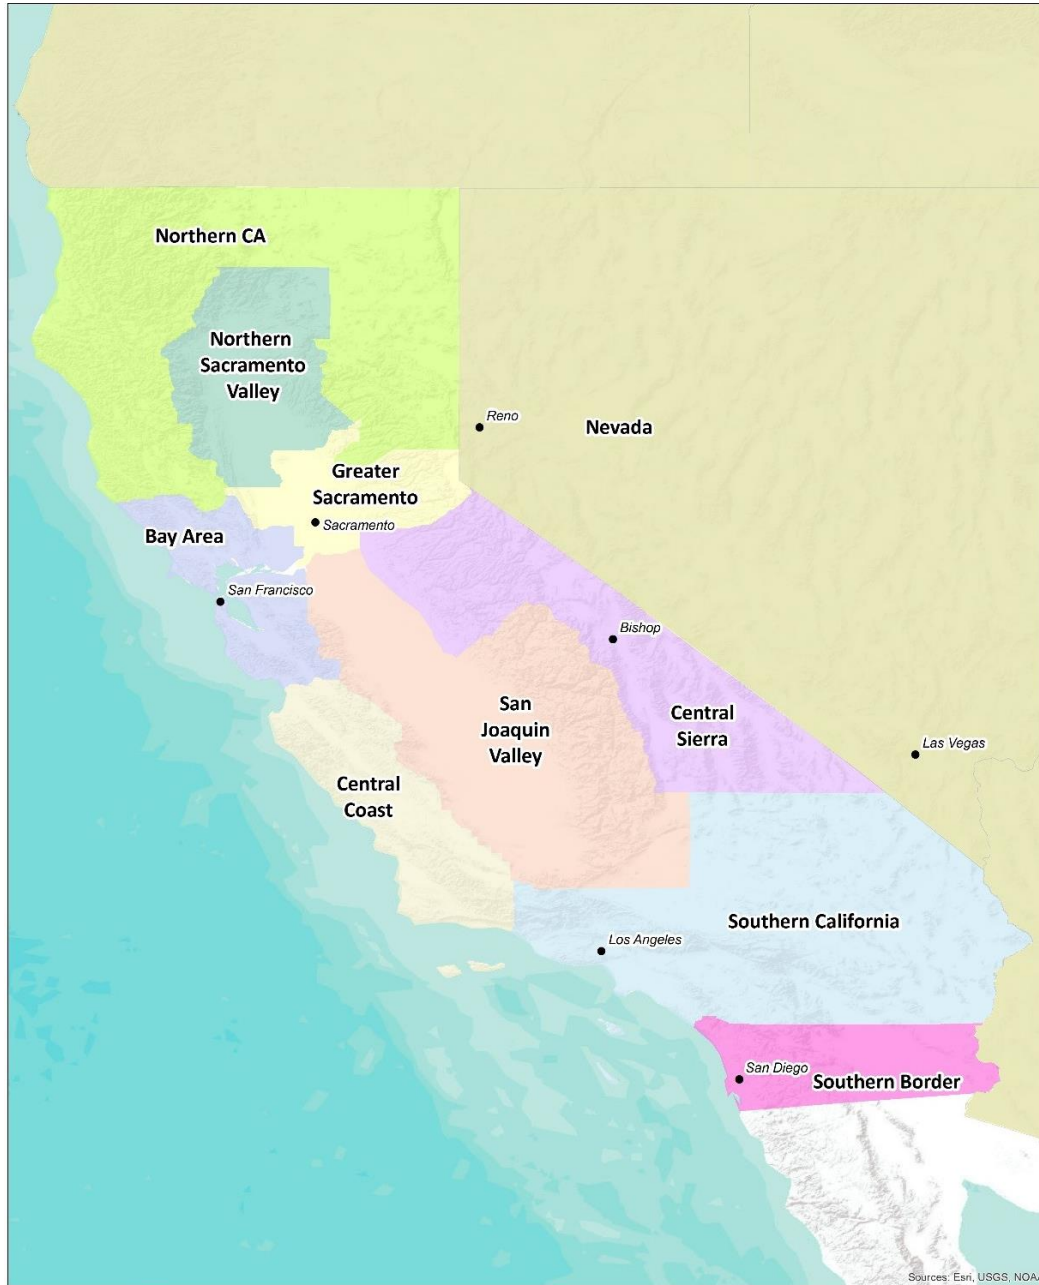 Northern CA
Northern
Sacramento
Valley
Reno
Nevada
Greater
Sacramento
Sacramento
Bay Area
San Francisco
Bishop
San
Joaquin
Valley
Central
Sierra
Las Vegas
Central
Coast
Southern California
Los Angeles
San Diego
Southern Border
Sources: Esri, USGS, NOAA